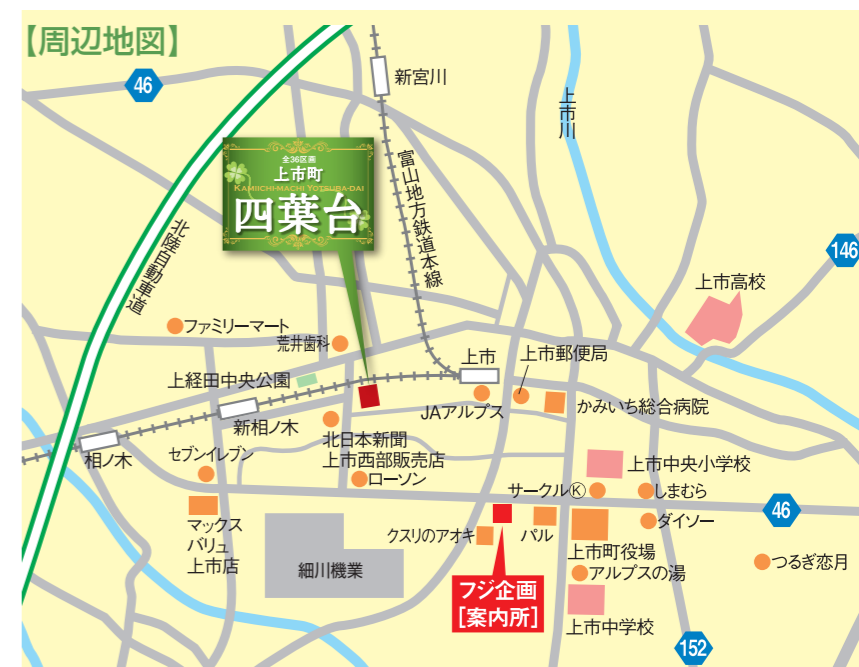 【周辺地図】
46
新宮川
上市川
全36区画
上市町
KAMIICHI-MACHI YOTSUBA-DAI
四葉台
富山地方鉄道本線
北陸自動車道
146
上市高校
ファミリーマート
荒井歯科
上市
上市郵便局
上経田中央公園
JAアルプス
かみいち総合病院
新相ノ木
北日本新聞
上市西部販売店
相ノ木
セブンイレブン
ローソン
上市中央小学校
サークルⓀ
しまむら
46
マックス
バリュ
上市店
クスリのアオキ
パル
ダイソー
上市町役場
細川機業
アルプスの湯
つるぎ恋月
フジ企画
[案内所]
上市中学校
152